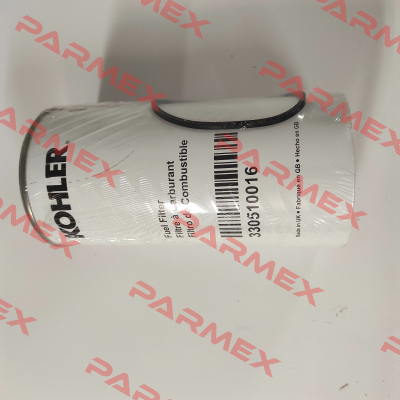 KOHLER
Fuel Filter
Filtre à Carburant
Filtro de Combustible
330510016
Made in UK • Fabriqué en GB • Hecho en GB
PARMEX
PARMEX
PARMEX
PARMEX
PARMEX
PARMEX
PARMEX